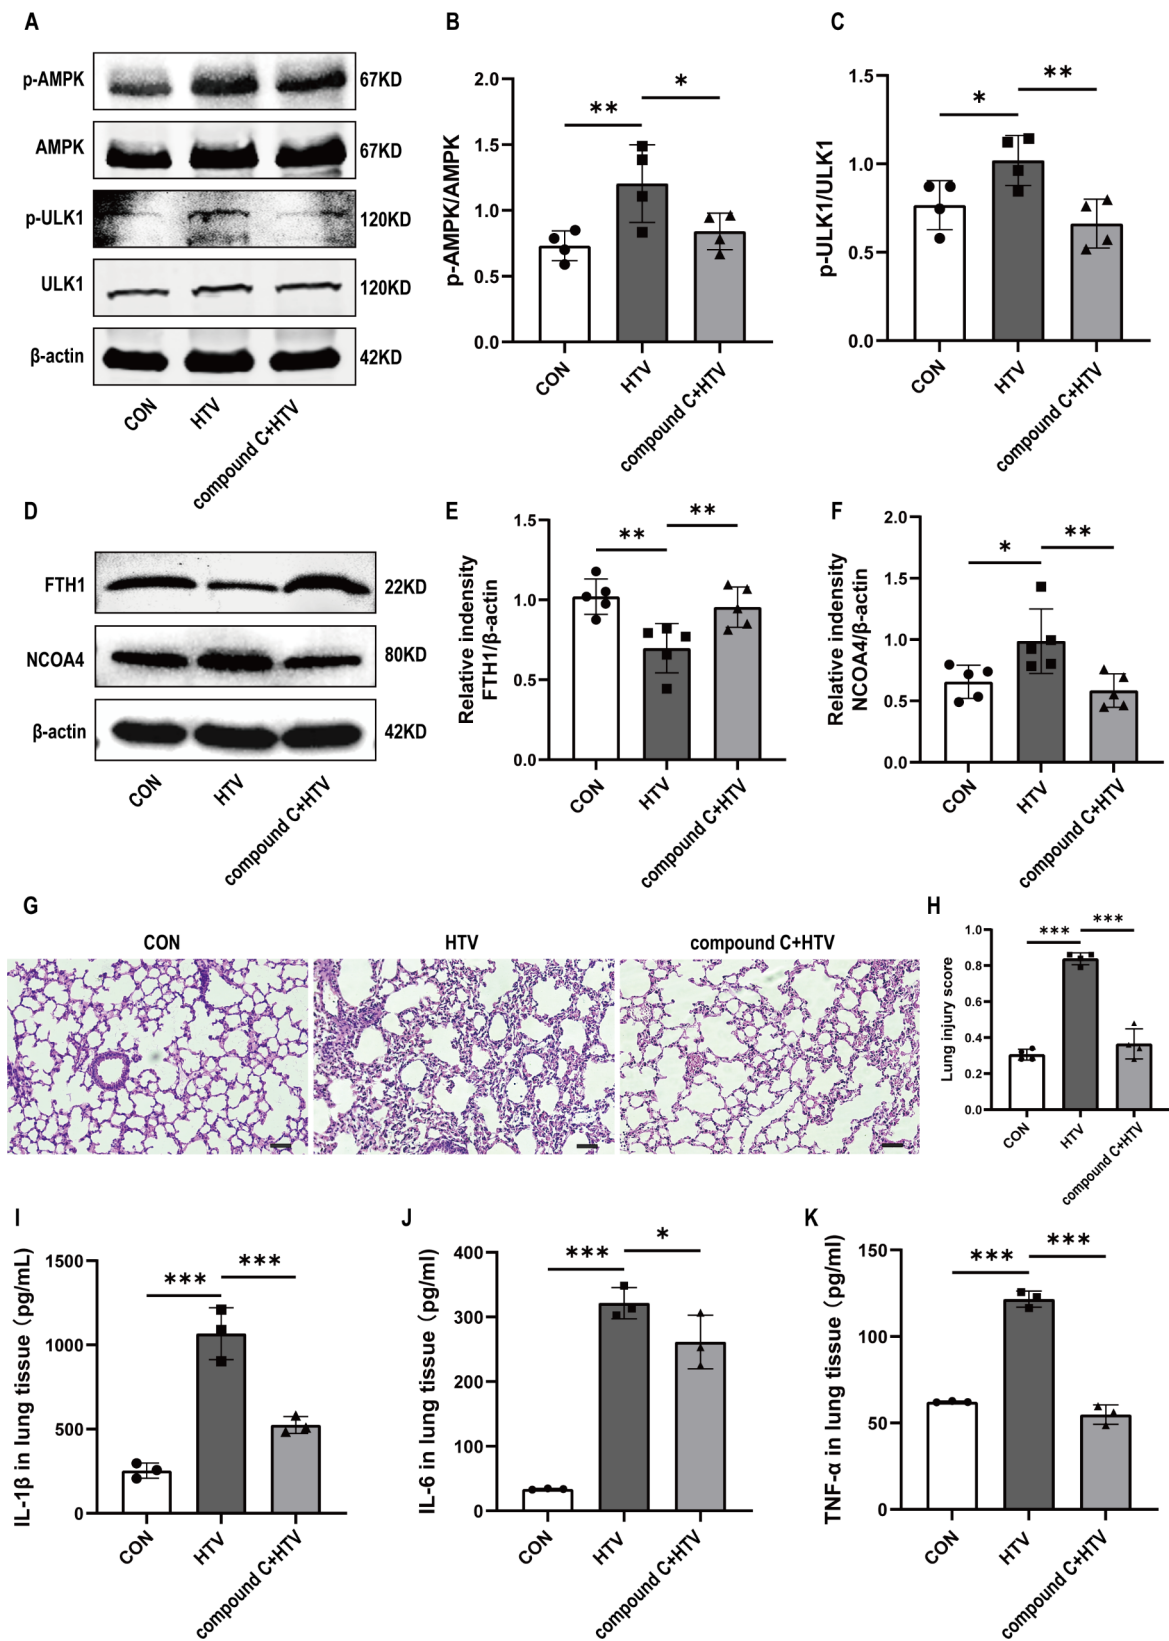 A
p-AMPK
67KD
AMPK
67KD
p-ULK1
120KD
ULK1
120KD
β-actin
42KD
CON
HTV
compound C+HTV
B
p-AMPK/AMPK
2.0
1.5
1.0
0.5
0.0
**
*
CON
HTV
compound C+HTV
C
p-ULK1/ULK1
1.5
1.0
0.5
0.0
*
**
CON
HTV
compound C+HTV
D
FTH1
22KD
NCOA4
80KD
β-actin
42KD
CON
HTV
compound C+HTV
E
Relative indensity
FTH1/β-actin
1.5
1.0
0.5
0.0
**
**
CON
HTV
compound C+HTV
F
Relative indensity
NCOA4/β-actin
2.0
1.5
1.0
0.5
0.0
*
**
CON
HTV
compound C+HTV
G
CON
HTV
compound C+HTV
H
Lung injury score
1.0
0.8
0.6
0.4
0.2
0.0
***
***
CON
HTV
compound C+HTV
I
IL-1β in lung tissue（pg/mL）
1500
1000
500
0
***
***
CON
HTV
compound C+HTV
J
IL-6 in lung tissue（pg/ml）
400
300
200
100
0
***
*
CON
HTV
compound C+HTV
K
TNF-α in lung tissue（pg/ml）
150
100
50
0
***
***
CON
HTV
compound C+HTV